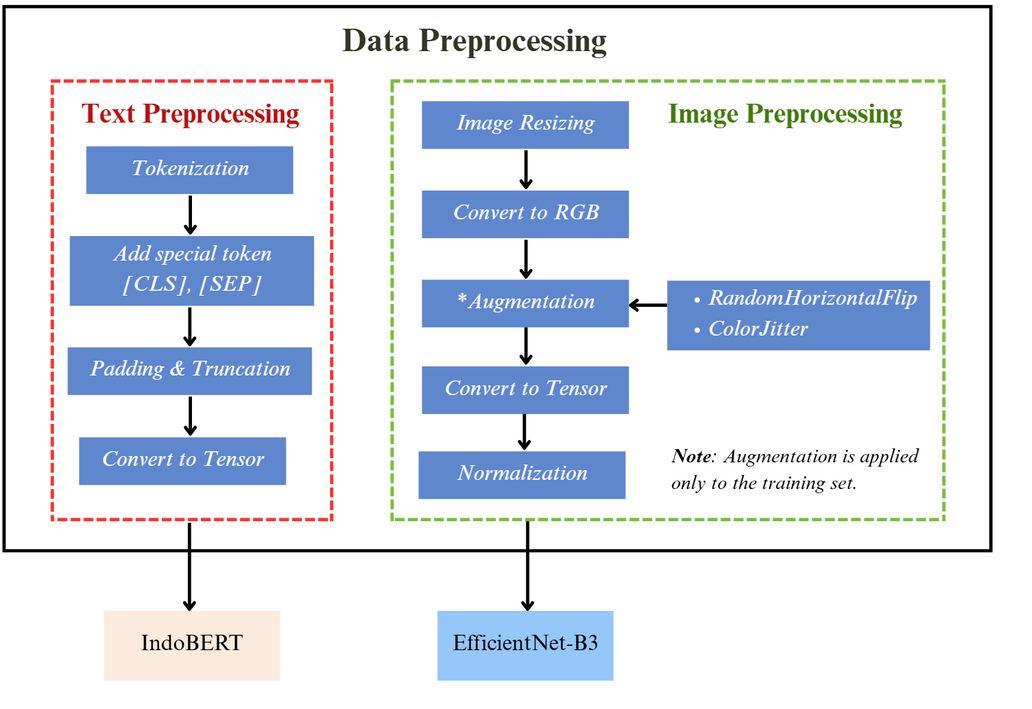 Data Preprocessing
Text Preprocessing
Tokenization
Add special token
[CLS], [SEP]
Padding & Truncation
Convert to Tensor
Image Preprocessing
Image Resizing
Convert to RGB
*Augmentation
• RandomHorizontalFlip
• ColorJitter
Convert to Tensor
Normalization
Note: Augmentation is applied
only to the training set.
IndoBERT
EfficientNet-B3